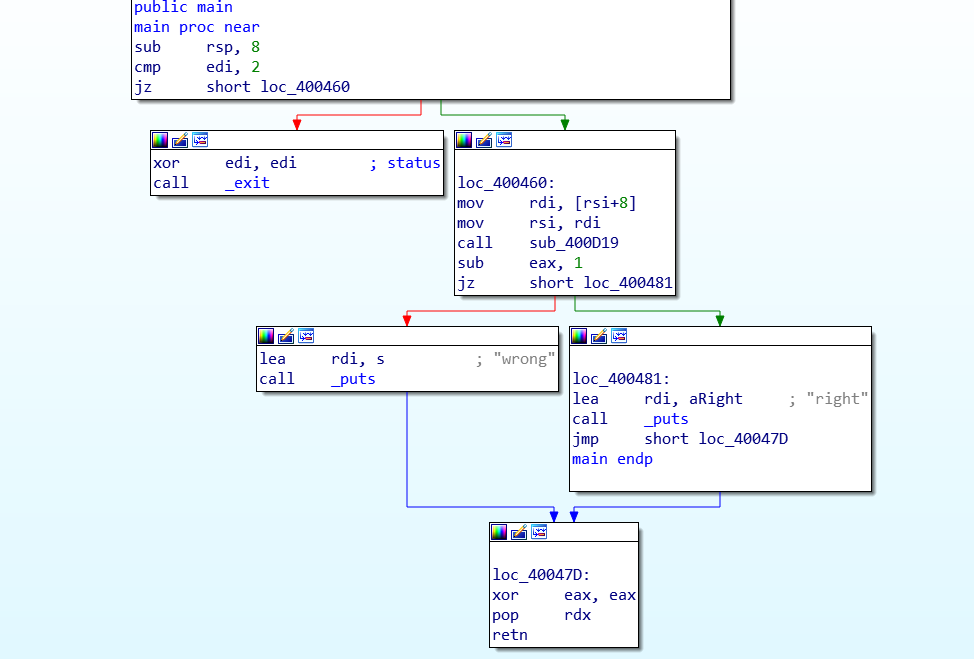 public main
main proc near
sub rsp, 8
cmp edi, 2
jz short loc_400460
xor edi, edi ; status
call _exit
loc_400460:
mov rdi, [rsi+8]
mov rsi, rdi
call sub_400D19
sub eax, 1
jz short loc_400481
lea rdi, s ; "wrong"
call _puts
loc_400481:
lea rdi, aRight ; "right"
call _puts
jmp short loc_40047D
main endp
loc_40047D:
xor eax, eax
pop rdx
retn